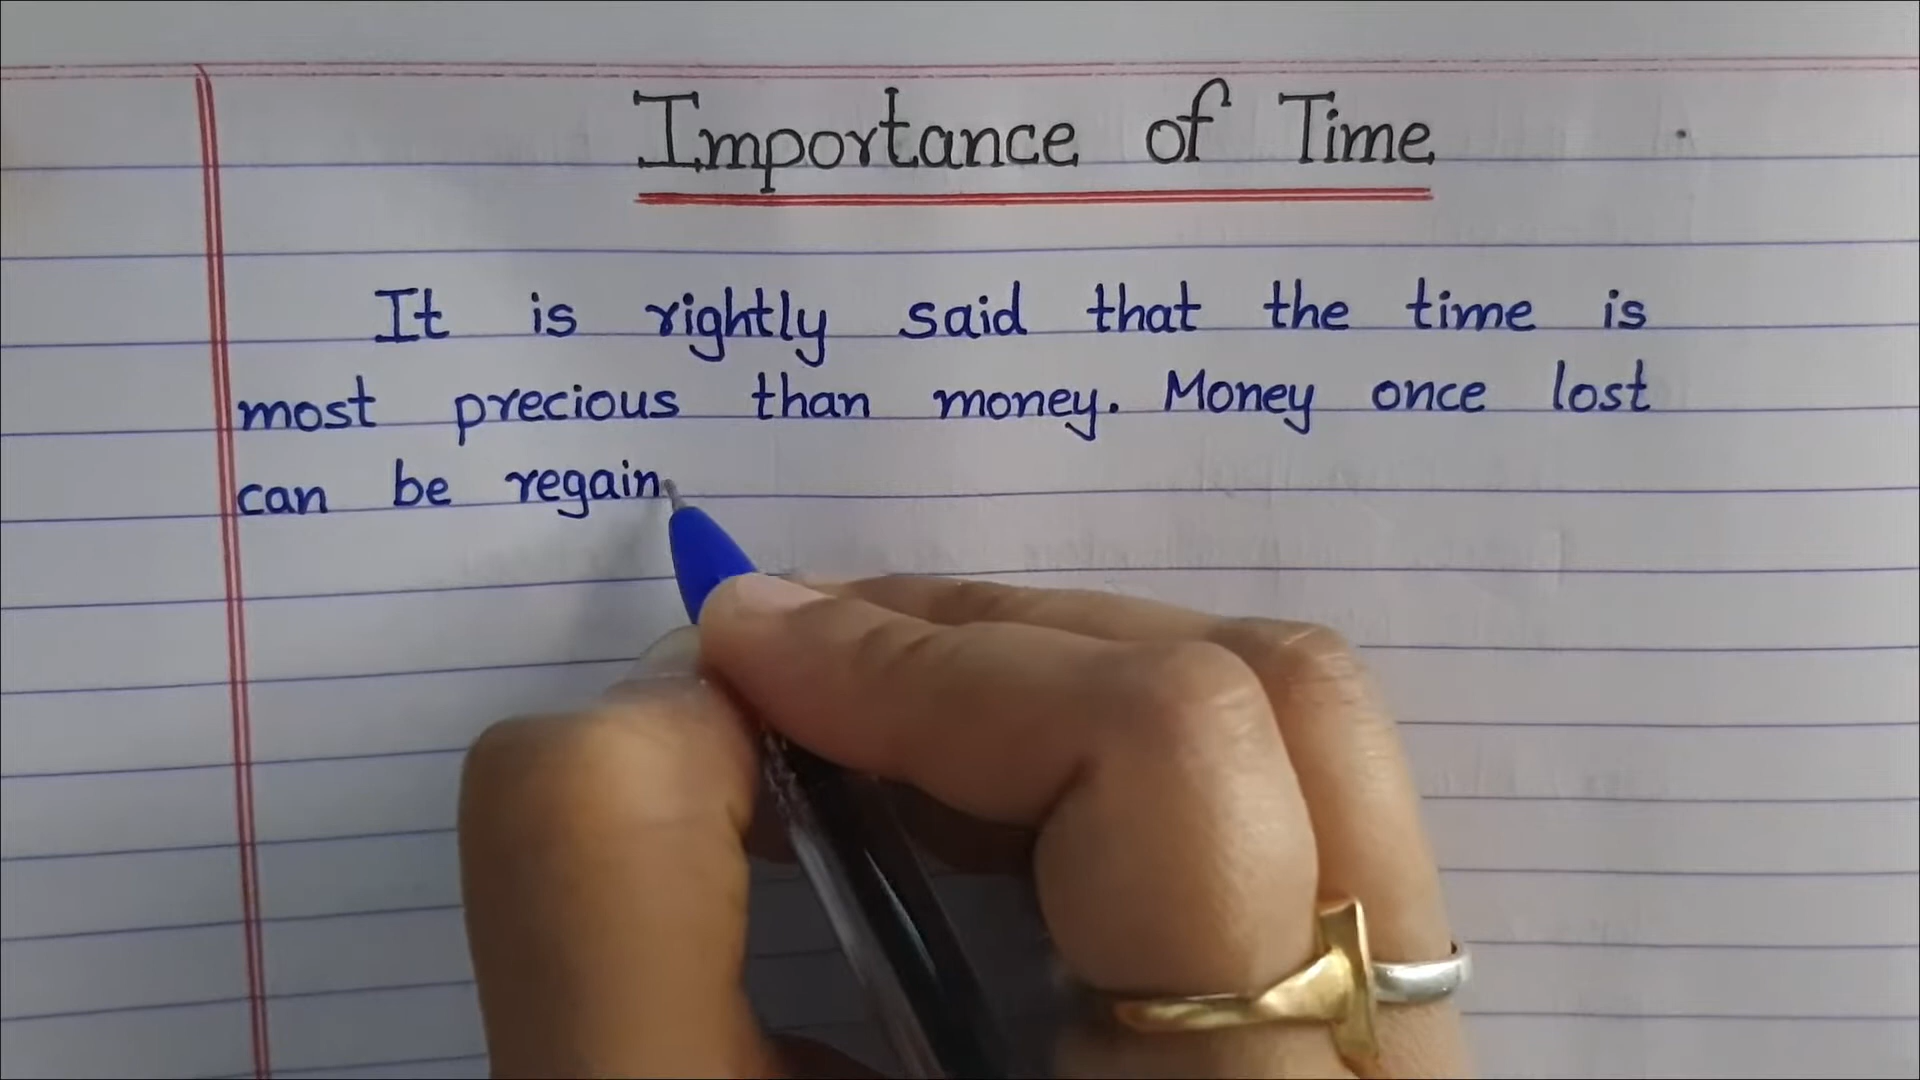 Importance of Time
It is rightly said that the time is
most precious than money. Money once lost
can be regain